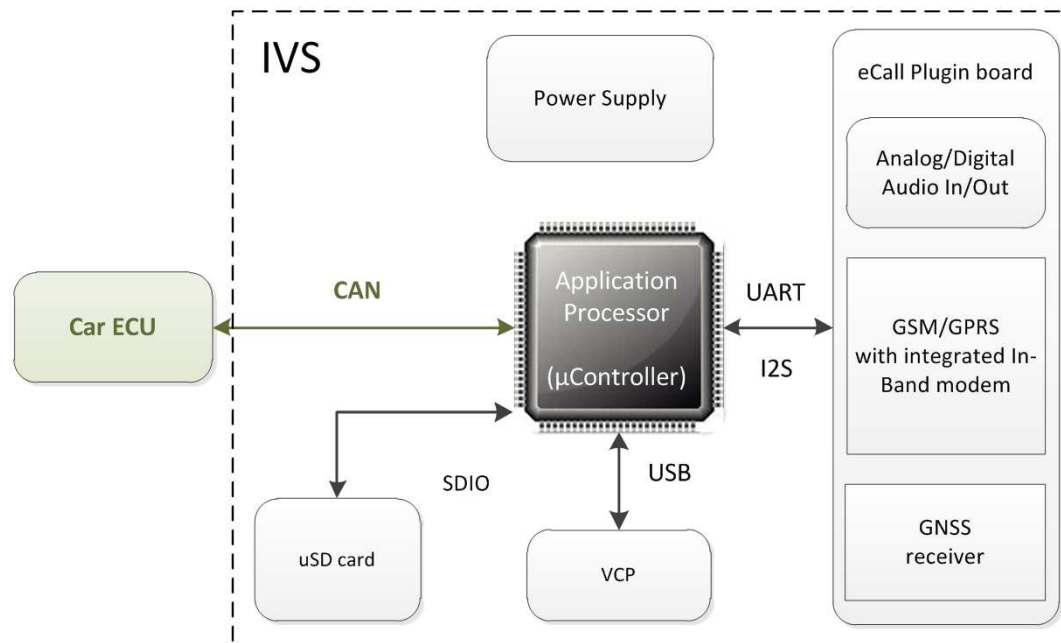 IVS
Power Supply
eCall Plugin board
Analog/Digital
Audio In/Out
Car ECU
CAN
Application
Processor
(µController)
UART
I2S
GSM/GPRS
with integrated In-
Band modem
SDIO
USB
uSD card
VCP
GNSS
receiver